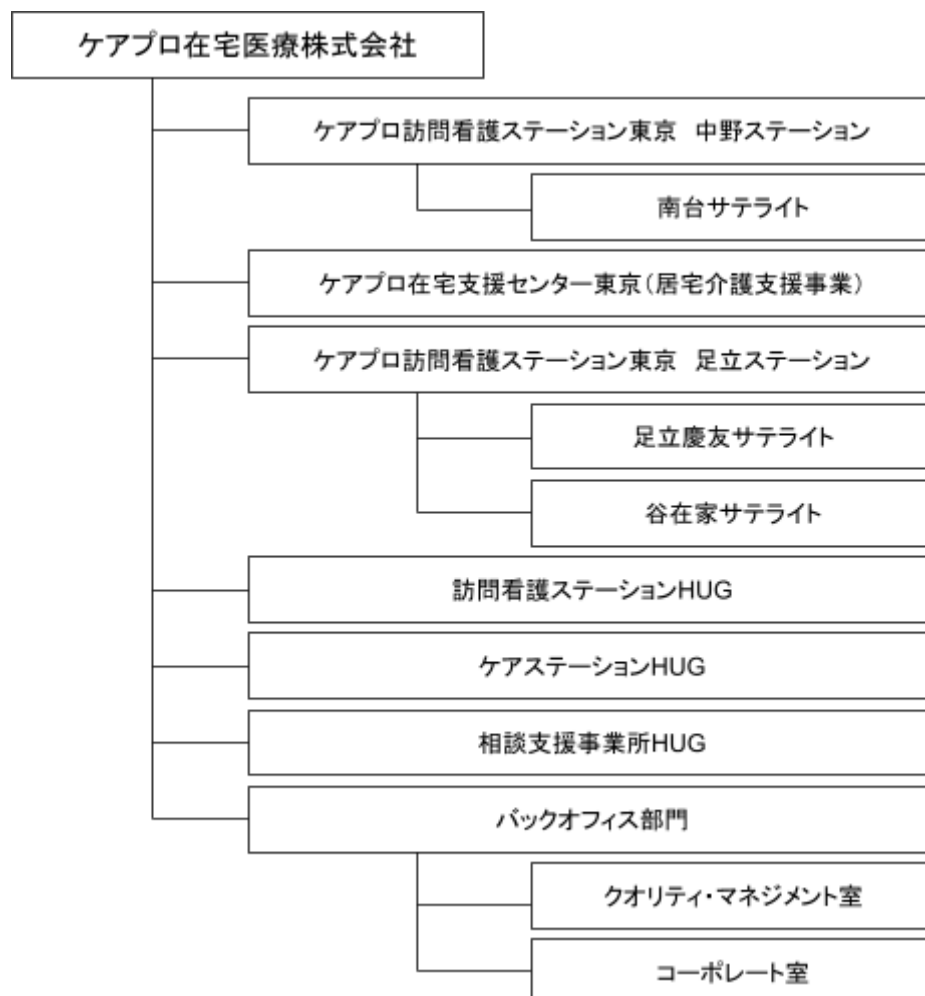 ケアプロ在宅医療株式会社
ケアプロ訪問看護ステーション東京　中野ステーション
南台サテライト
ケアプロ在宅支援センター東京（居宅介護支援事業）
ケアプロ訪問看護ステーション東京　足立ステーション
足立慶友サテライト
谷在家サテライト
訪問看護ステーションHUG
ケアステーションHUG
相談支援事業所HUG
バックオフィス部門
クオリティ・マネジメント室
コーポレート室